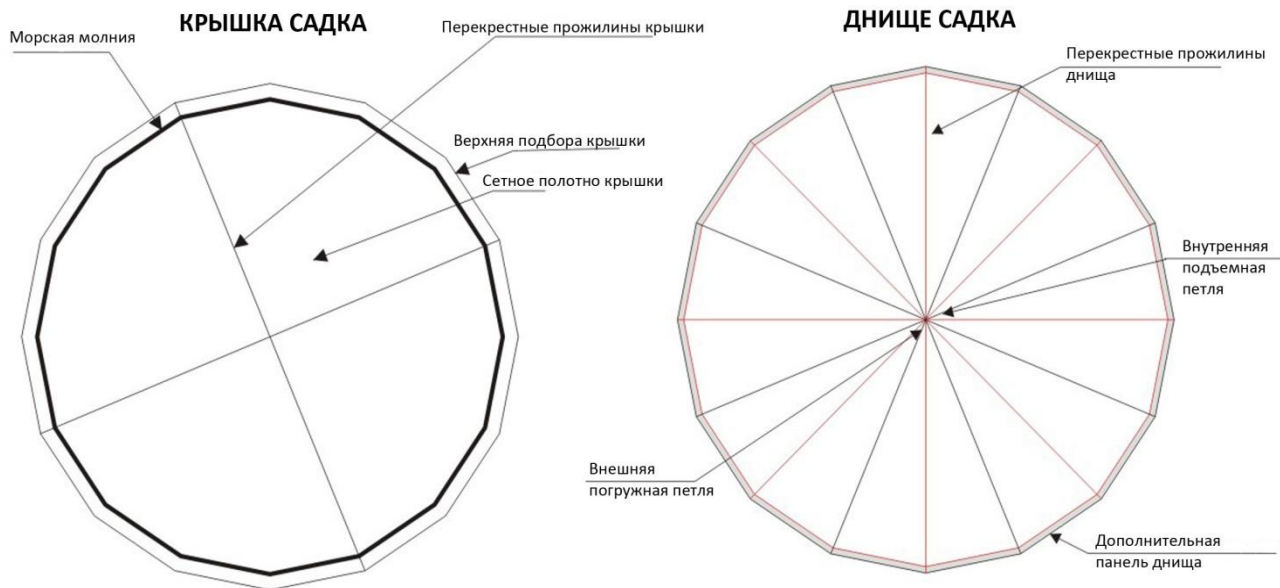 КРЫШКА САДКА
Морская молния
Перекрестные прожилины крышки
Верхняя подбора крышки
Сетное полотно крышки
ДНИЩЕ САДКА
Перекрестные прожилины
днища
Внутренняя
подъемная
петля
Внешняя
погружная петля
Дополнительная
панель днища